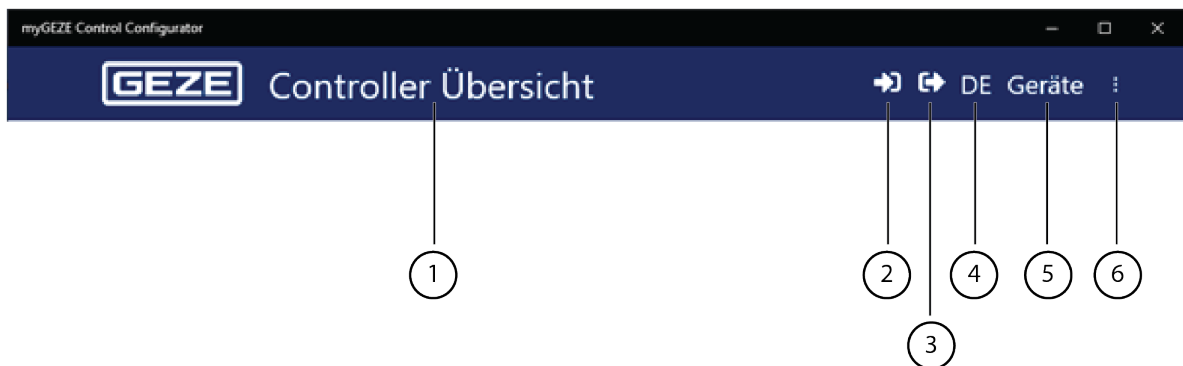 myGEZE Control Configurator
GEZE Controller Übersicht DE Geräte
1 2 4 5 6
3